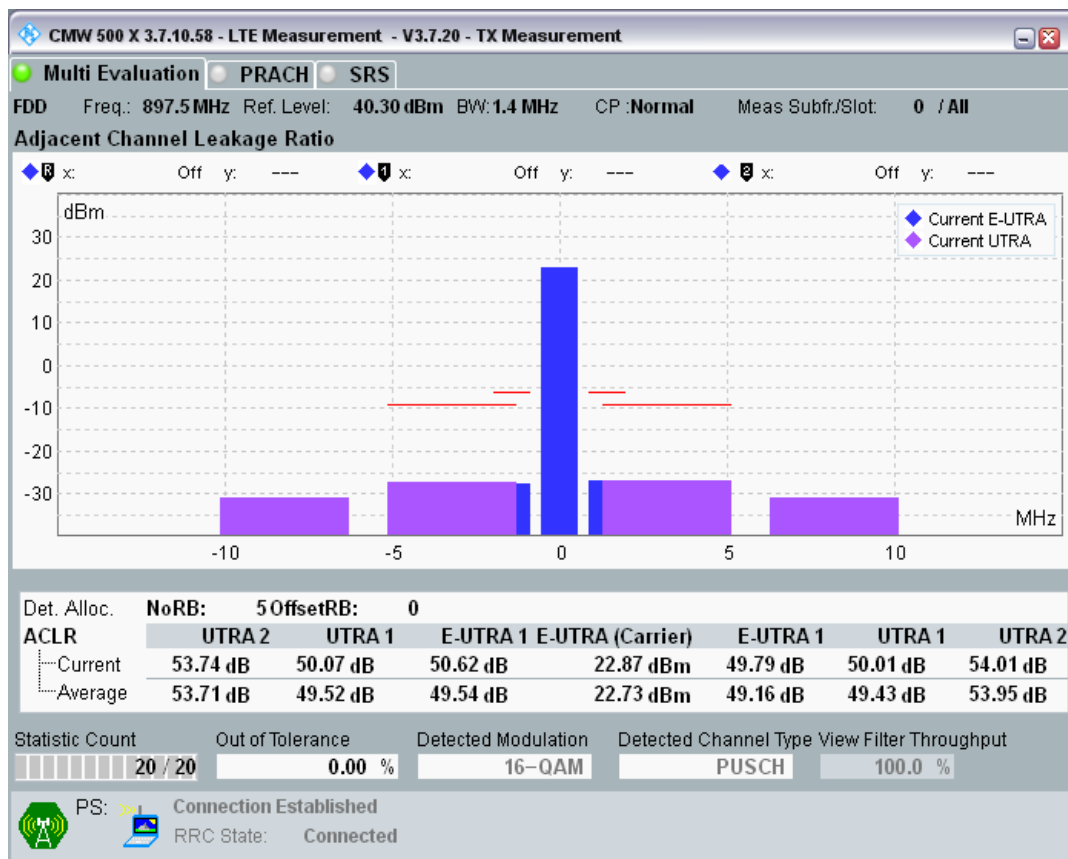 CMW 500 X 3.7.10.58 - LTE Measurement - V3.7.20 - TX Measurement
Multi Evaluation PRACH SRS
FDD Freq.: 897.5 MHz Ref. Level: 40.30 dBm BW: 1.4 MHz CP :Normal Meas Subfr./Slot: 0 / All
Adjacent Channel Leakage Ratio
R x: Off y: --- 1 x: Off y: --- 2 x: Off y: ---
dBm
Current E-UTRA
Current UTRA
30
20
10
0
-10
-20
-30
MHz
-10 -5 0 5 10
Det. Alloc. NoRB: 5 OffsetRB: 0
ACLR UTRA 2 UTRA 1 E-UTRA 1 E-UTRA (Carrier) E-UTRA 1 UTRA 1 UTRA 2
Current 53.74 dB 50.07 dB 50.62 dB 22.87 dBm 49.79 dB 50.01 dB 54.01 dB
Average 53.71 dB 49.52 dB 49.54 dB 22.73 dBm 49.16 dB 49.43 dB 53.95 dB
Statistic Count Out of Tolerance Detected Modulation Detected Channel Type View Filter Throughput
20 / 20 0.00 % 16-QAM PUSCH 100.0 %
PS: Connection Established
RRC State: Connected